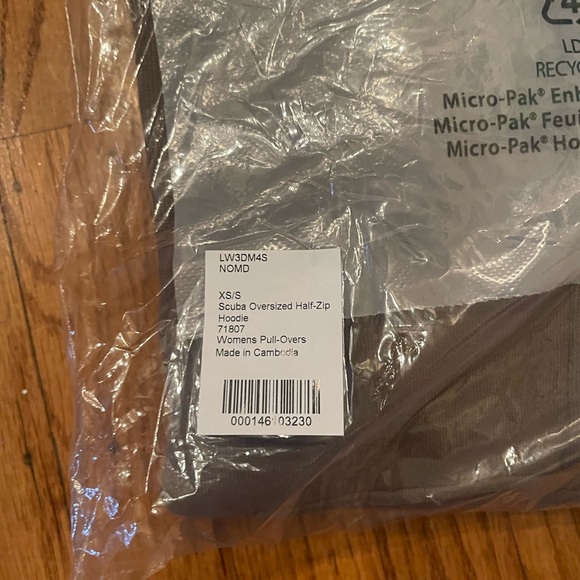 4
LD
RECYC
Micro-Pak® Enh
Micro-Pak® Feui
Micro-Pak® Ho
LW3DM4S
NOMD
XS/S
Scuba Oversized Half-Zip
Hoodie
71807
Womens Pull-Overs
Made in Cambodia
000146103230